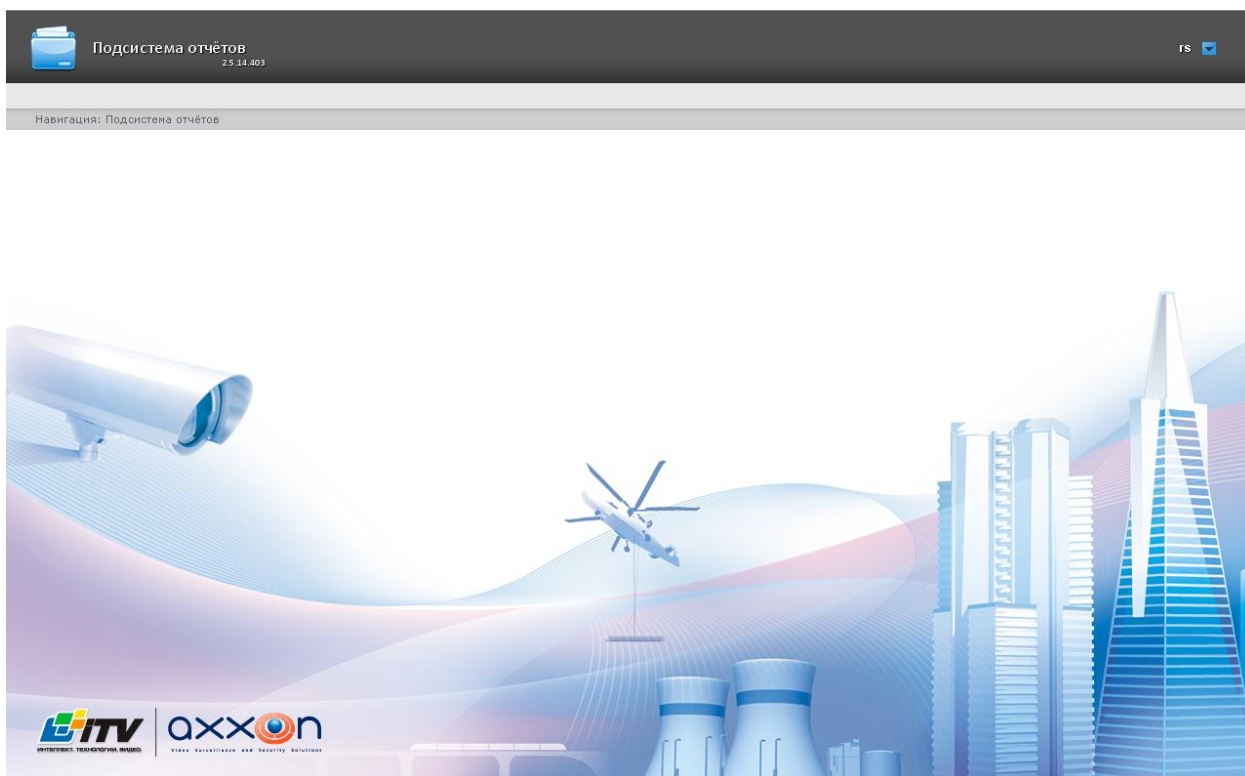 Подсистема отчётов
2.5.14.403
rs
Навигация: Подсистема отчётов
iTV
ИНТЕЛЛЕКТ. ТЕХНОЛОГИИ. ВИДЕО.
axxon
Video Surveillance and Security Solutions